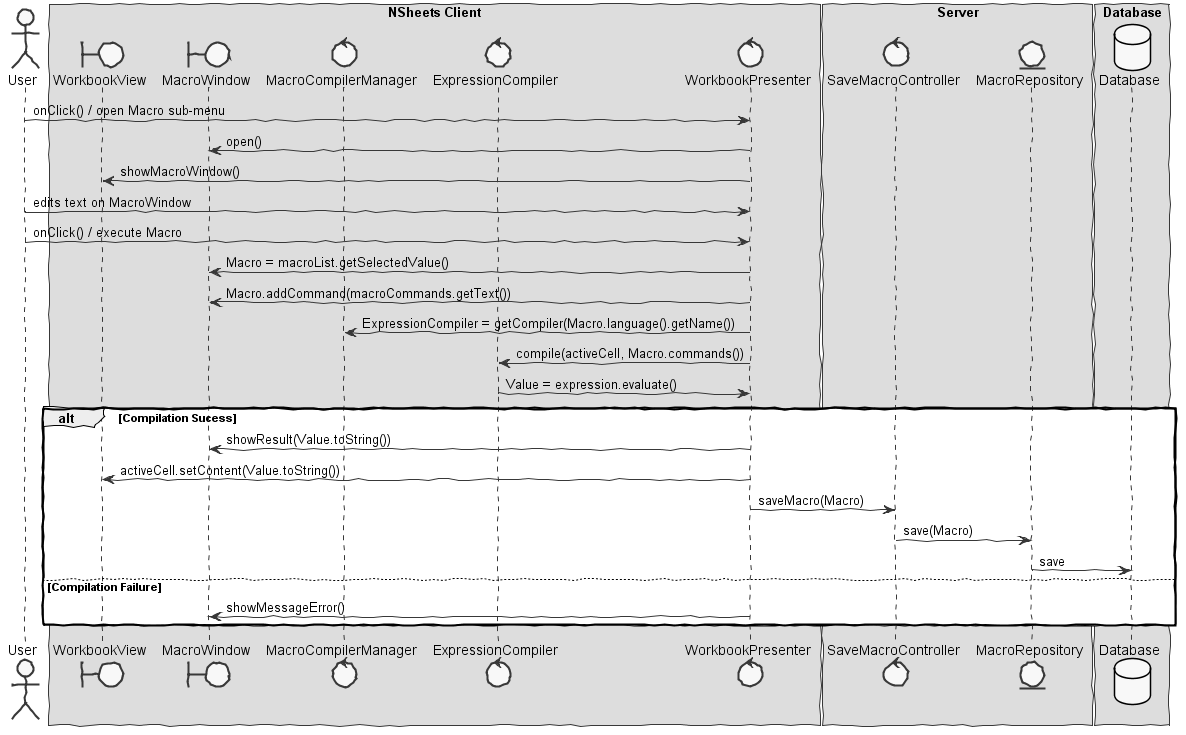 NSheets Client Server Database
User WorkbookView MacroWindow MacroCompilerManager ExpressionCompiler WorkbookPresenter SaveMacroController MacroRepository Database
onClick() / open Macro sub-menu
open()
showMacroWindow()
edits text on MacroWindow
onClick() / execute Macro
Macro = macroList.getSelectedValue()
Macro.addCommand(macroCommands.getText())
ExpressionCompiler = getCompiler(Macro.language().getName())
compile(activeCell, Macro.commands())
Value = expression.evaluate()
alt [Compilation Sucess]
showResult(Value.toString())
activeCell.setContent(Value.toString())
saveMacro(Macro)
save(Macro)
save
[Compilation Failure]
showMessageError()
User WorkbookView MacroWindow MacroCompilerManager ExpressionCompiler WorkbookPresenter SaveMacroController MacroRepository Database